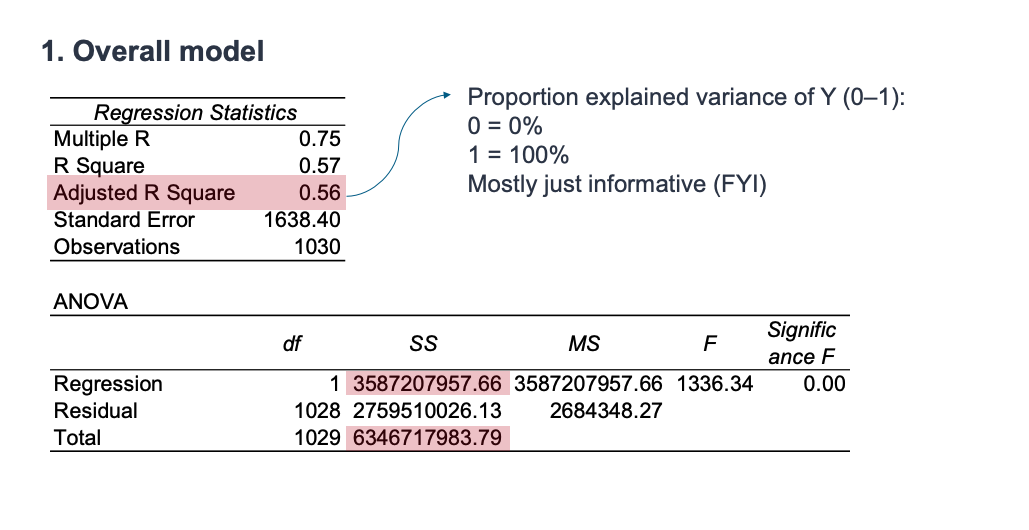 1. Overall model
Regression Statistics
Multiple R 0.75
R Square 0.57
Adjusted R Square 0.56
Standard Error 1638.40
Observations 1030
Proportion explained variance of Y (0–1):
0 = 0%
1 = 100%
Mostly just informative (FYI)
ANOVA
df SS MS F Signific
ance F
Regression 1 3587207957.66 3587207957.66 1336.34 0.00
Residual 1028 2759510026.13 2684348.27
Total 1029 6346717983.79